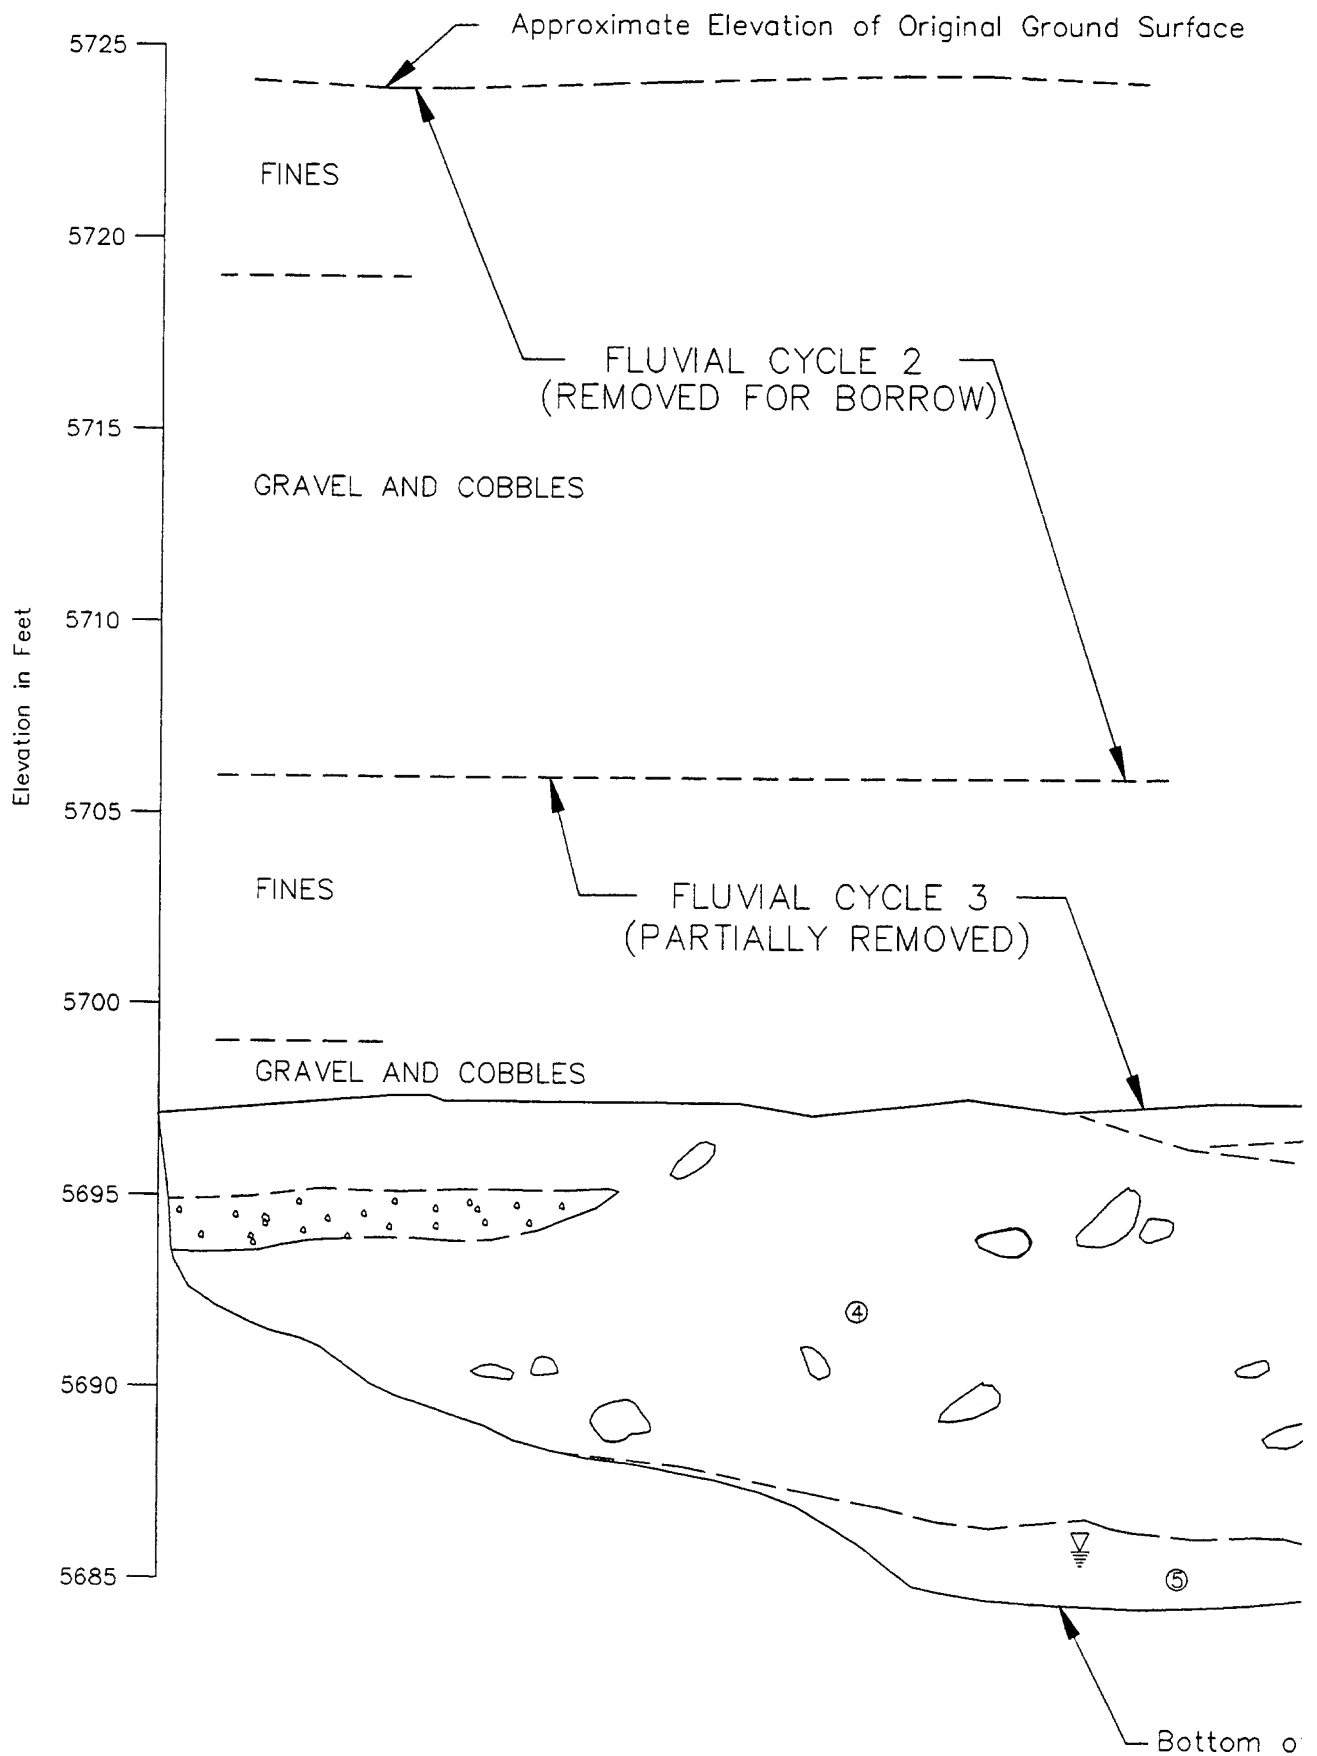 Approximate Elevation of Original Ground Surface
5725
FINES
5720
FLUVIAL CYCLE 2
(REMOVED FOR BORROW)
5715
GRAVEL AND COBBLES
Elevation in Feet
5710
5705
FINES
FLUVIAL CYCLE 3
(PARTIALLY REMOVED)
5700
GRAVEL AND COBBLES
5695
④
5690
5685
⑤
Bottom o